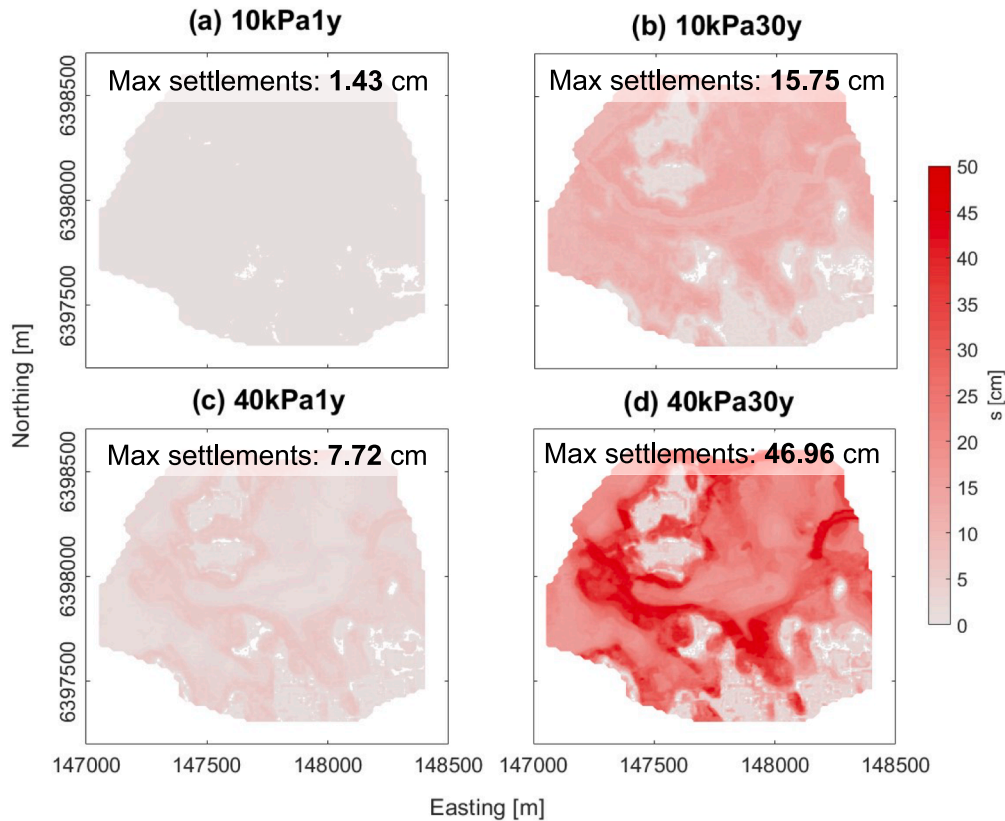 (a) 10kPa1y
(b) 10kPa30y
Max settlements: 1.43 cm
Max settlements: 15.75 cm
6398500
6398000
6397500
(c) 40kPa1y
(d) 40kPa30y
Max settlements: 7.72 cm
Max settlements: 46.96 cm
6398500
6398000
6397500
147000
147500
148000
148500
147000
147500
148000
148500
Northing [m]
Easting [m]
50
45
40
35
30
25
20
15
10
5
0
s [cm]